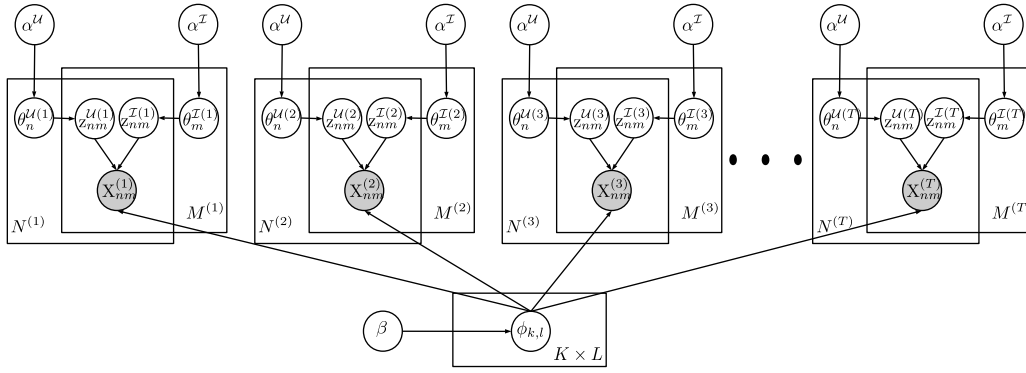 α^𝒰 α^ℐ α^𝒰 α^ℐ α^𝒰 α^ℐ α^𝒰 α^ℐ
θ_n^{𝒰(1)} z_{nm}^{𝒰(1)} z_{nm}^{ℐ(1)} θ_m^{ℐ(1)} θ_n^{𝒰(2)} z_{nm}^{𝒰(2)} z_{nm}^{ℐ(2)} θ_m^{ℐ(2)} θ_n^{𝒰(3)} z_{nm}^{𝒰(3)} z_{nm}^{ℐ(3)} θ_m^{ℐ(3)} θ_n^{𝒰(T)} z_{nm}^{𝒰(T)} z_{nm}^{ℐ(T)} θ_m^{ℐ(T)}
X_{nm}^{(1)} X_{nm}^{(2)} X_{nm}^{(3)} X_{nm}^{(T)}
N^{(1)} M^{(1)} N^{(2)} M^{(2)} N^{(3)} M^{(3)} N^{(T)} M^{(T)}
β φ_{k,l}
K × L